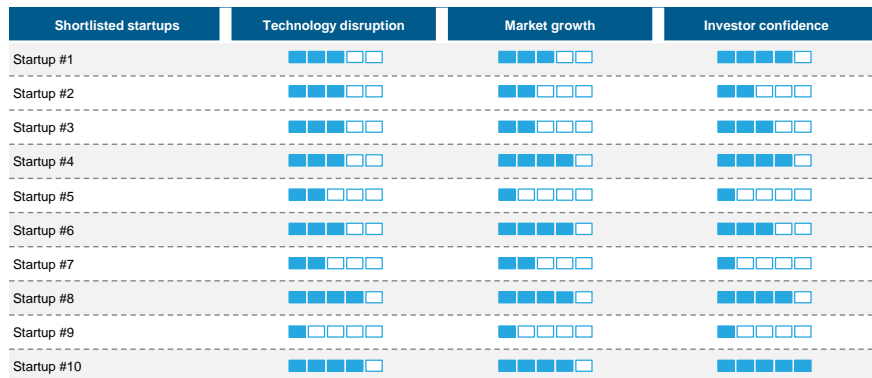 Shortlisted startups Technology disruption Market growth Investor confidence
Startup #1
Startup #2
Startup #3
Startup #4
Startup #5
Startup #6
Startup #7
Startup #8
Startup #9
Startup #10